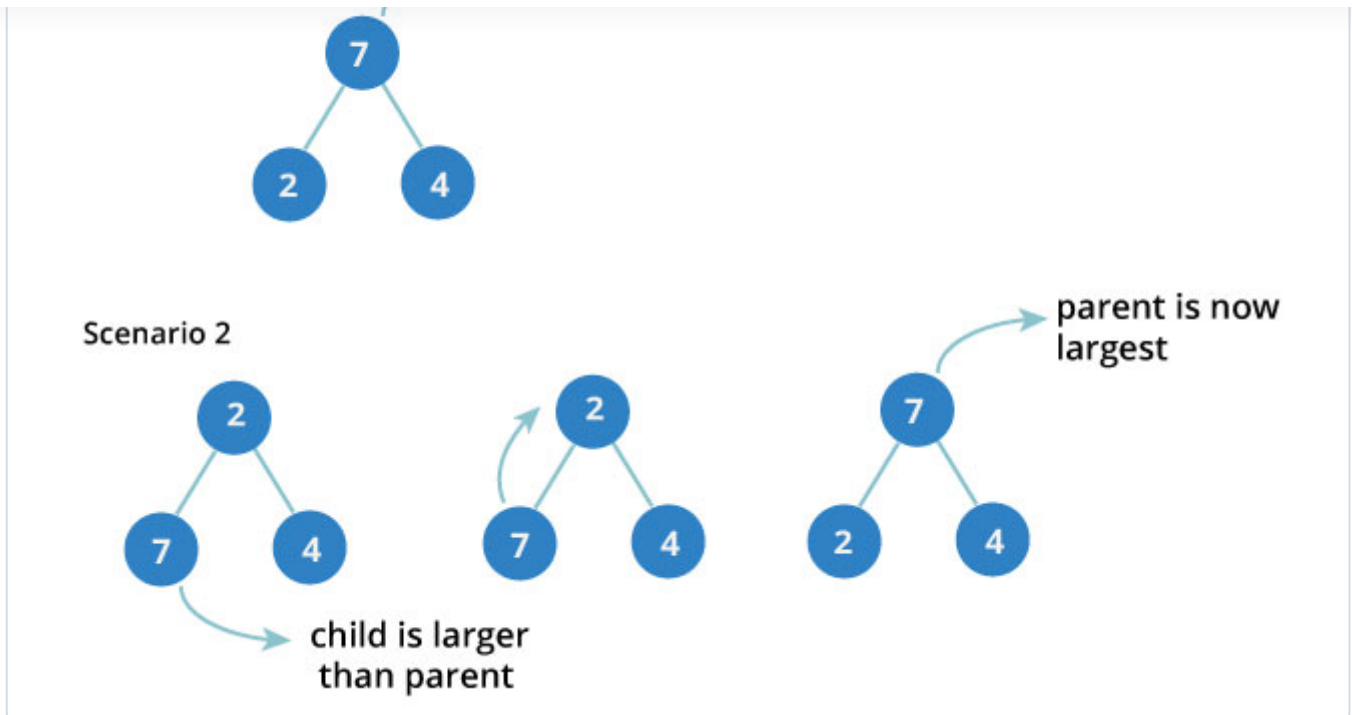 7
2 4
Scenario 2
parent is now
largest
2 2 7
7 4 7 4 2 4
child is larger
than parent